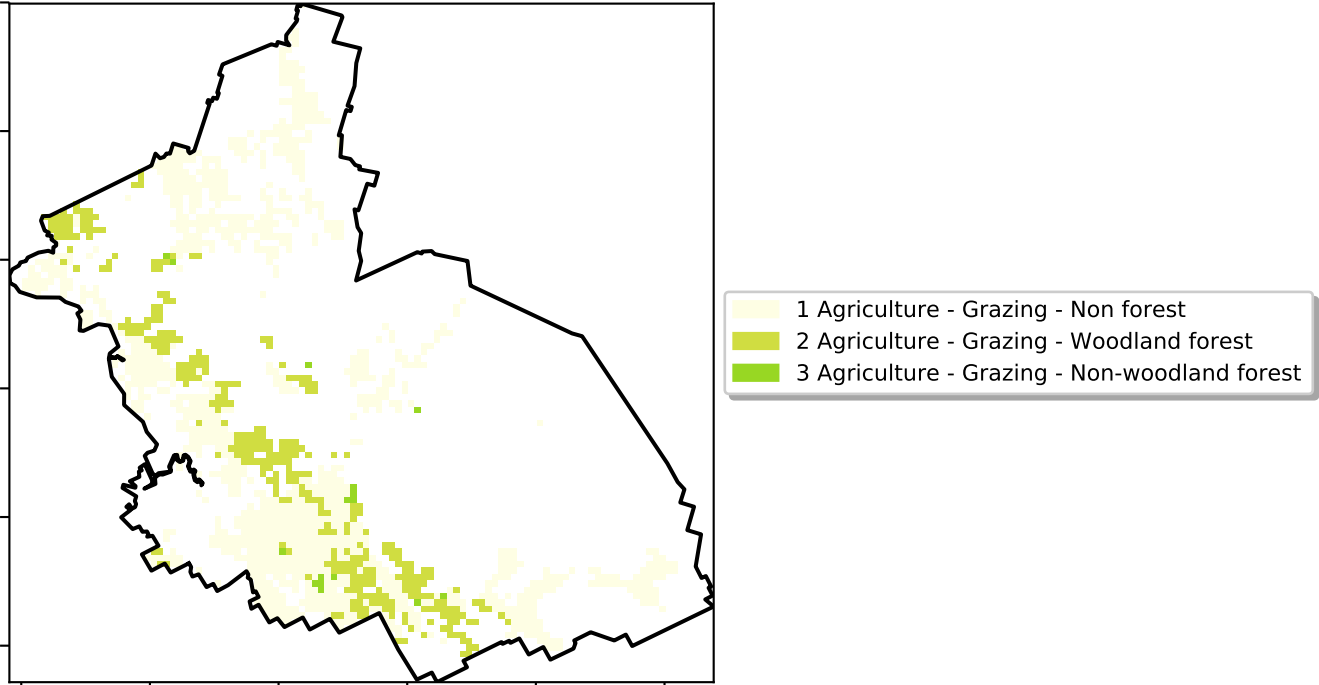 1 Agriculture - Grazing - Non forest
2 Agriculture - Grazing - Woodland forest
3 Agriculture - Grazing - Non-woodland forest